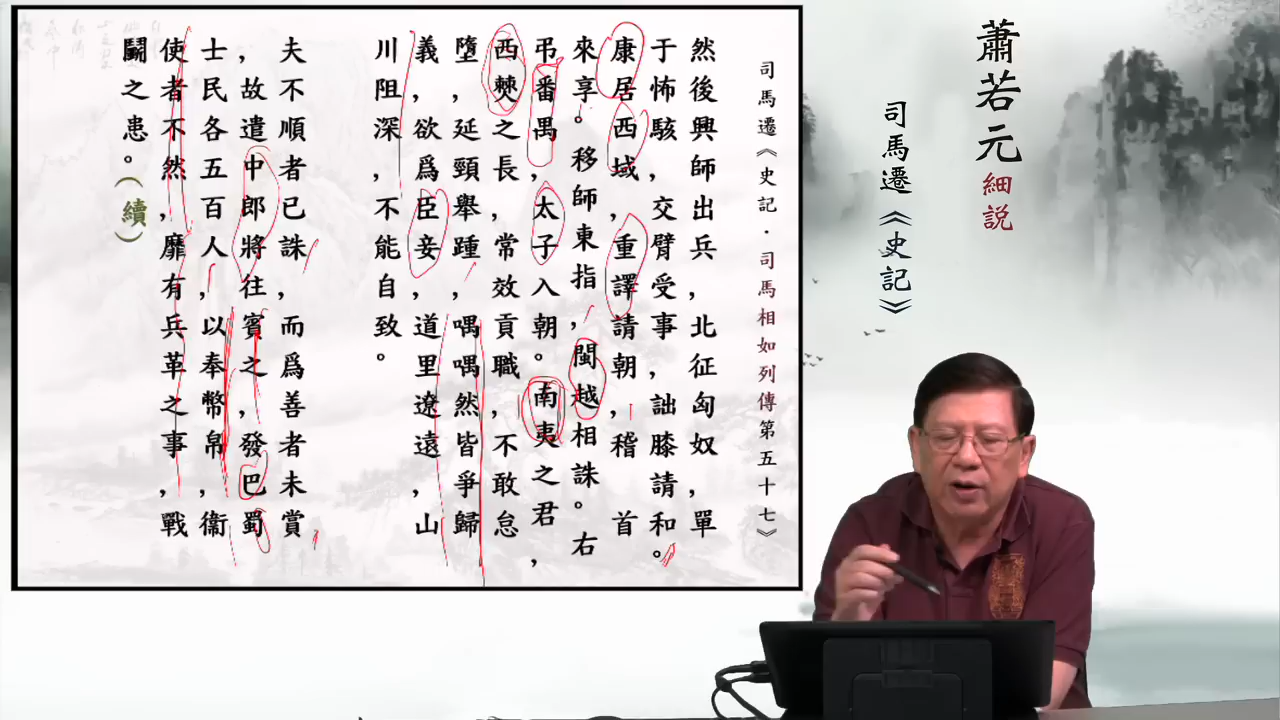 蕭若元細説
司馬遷《史記》
司馬遷《史記·司馬相如列傳第五十七》
然後興師出兵,北征匈奴,單
于怖駭,交臂受事,詘膝請和。
康居西域,重譯請朝,稽首
來享。移師東指,閩越相誅。右
弔番禺,太子入朝。南夷之君,
西僰之長,常效貢職,不敢怠
墮,延頸舉踵,喁喁然皆爭歸
義,欲爲臣妾,道里遼遠,山
川阻深,不能自致。
夫不順者已誅,而爲善者未賞
,故遣中郎將往賓之,發巴蜀
士民各五百人,以奉幣帛,衞
使者不然,靡有兵革之事,戰
鬭之患。(續)